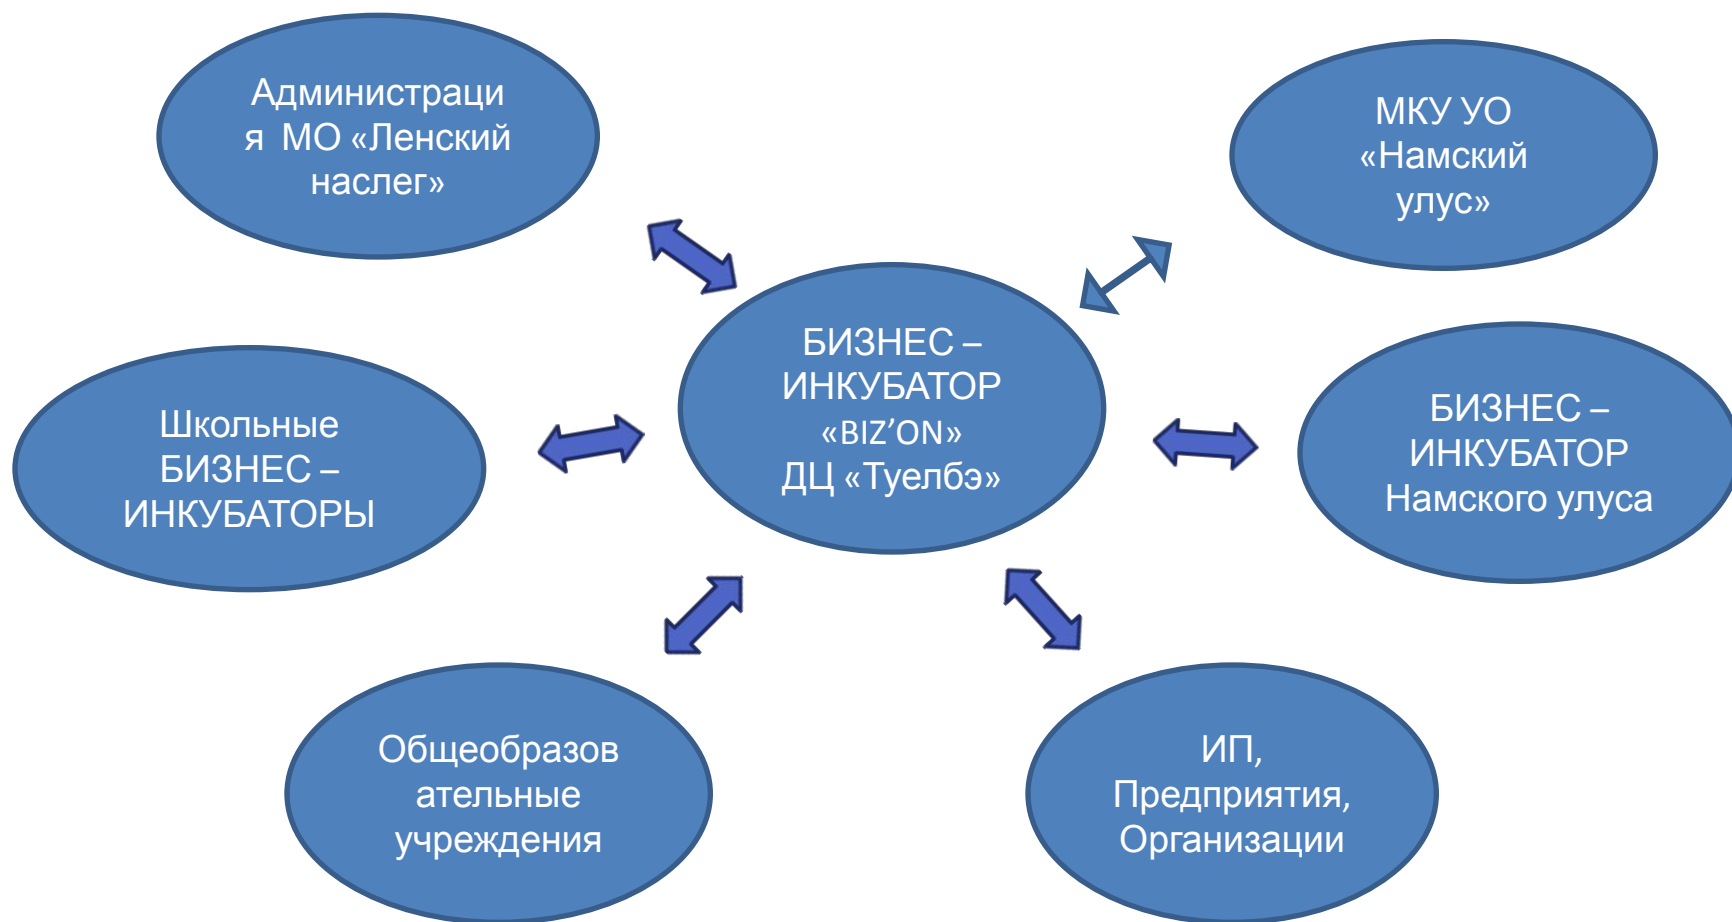 Администраци
я МО «Ленский
наслег»
МКУ УО
«Намский
улус»
БИЗНЕС –
ИНКУБАТОР
«BIZ’ON»
ДЦ «Туелбэ»
Школьные
БИЗНЕС –
ИНКУБАТОРЫ
БИЗНЕС –
ИНКУБАТОР
Намского улуса
Общеобразов
ательные
учреждения
ИП,
Предприятия,
Организации